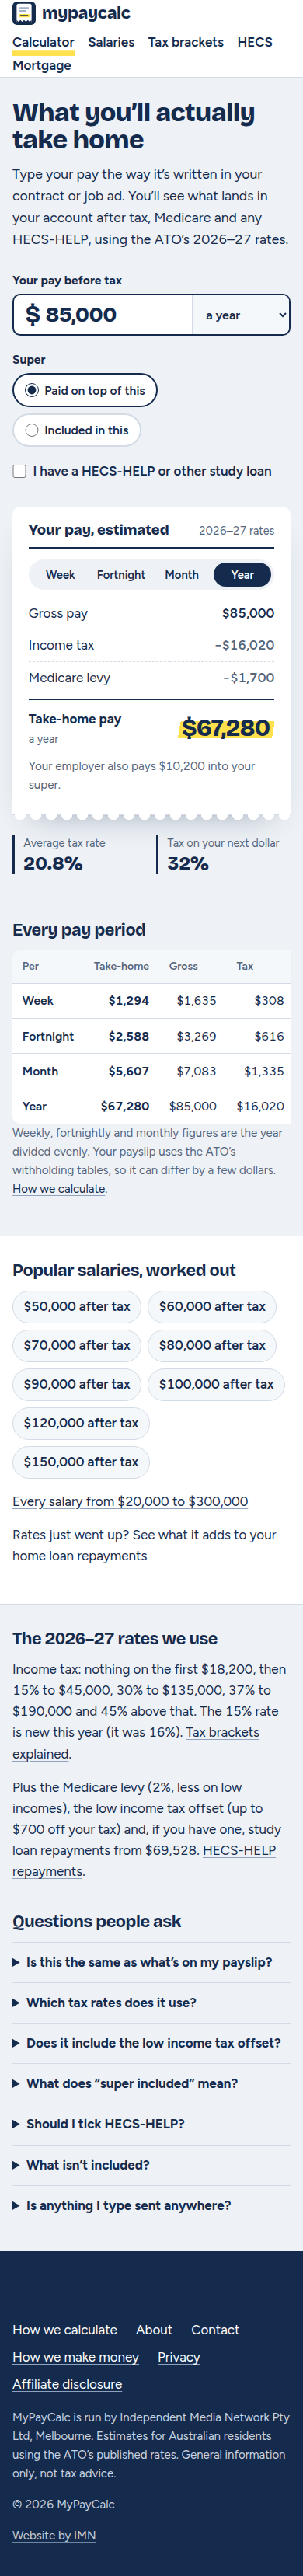 mypaycalc
Calculator Salaries Tax brackets HECS
Mortgage
What you’ll actually
take home
Type your pay the way it’s written in your
contract or job ad. You’ll see what lands in
your account after tax, Medicare and any
HECS-HELP, using the ATO’s 2026–27 rates.
Your pay before tax
$ 85,000 a year
Super
Paid on top of this
Included in this
I have a HECS-HELP or other study loan
Your pay, estimated 2026–27 rates
Week Fortnight Month Year
Gross pay $85,000
Income tax −$16,020
Medicare levy −$1,700
Take-home pay $67,280
a year
Your employer also pays $10,200 into your
super.
Average tax rate Tax on your next dollar
20.8% 32%
Every pay period
Per Take-home Gross Tax
Week $1,294 $1,635 $308
Fortnight $2,588 $3,269 $616
Month $5,607 $7,083 $1,335
Year $67,280 $85,000 $16,020
Weekly, fortnightly and monthly figures are the year
divided evenly. Your payslip uses the ATO’s
withholding tables, so it can differ by a few dollars.
How we calculate.
Popular salaries, worked out
$50,000 after tax $60,000 after tax
$70,000 after tax $80,000 after tax
$90,000 after tax $100,000 after tax
$120,000 after tax
$150,000 after tax
Every salary from $20,000 to $300,000
Rates just went up? See what it adds to your
home loan repayments
The 2026–27 rates we use
Income tax: nothing on the first $18,200, then
15% to $45,000, 30% to $135,000, 37% to
$190,000 and 45% above that. The 15% rate
is new this year (it was 16%). Tax brackets
explained.
Plus the Medicare levy (2%, less on low
incomes), the low income tax offset (up to
$700 off your tax) and, if you have one, study
loan repayments from $69,528. HECS-HELP
repayments.
Questions people ask
Is this the same as what’s on my payslip?
Which tax rates does it use?
Does it include the low income tax offset?
What does “super included” mean?
Should I tick HECS-HELP?
What isn’t included?
Is anything I type sent anywhere?
How we calculate About Contact
How we make money Privacy
Affiliate disclosure
MyPayCalc is run by Independent Media Network Pty
Ltd, Melbourne. Estimates for Australian residents
using the ATO’s published rates. General information
only, not tax advice.
© 2026 MyPayCalc
Website by IMN